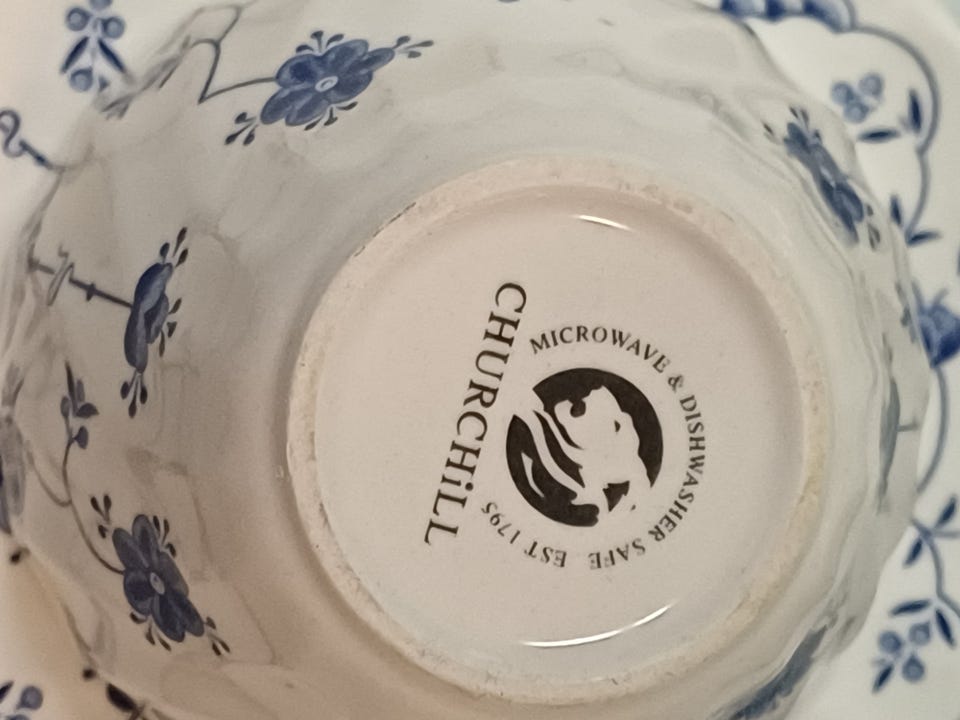 MICROWAVE & DISHWASHER SAFE
EST 1795
CHURCHiLL